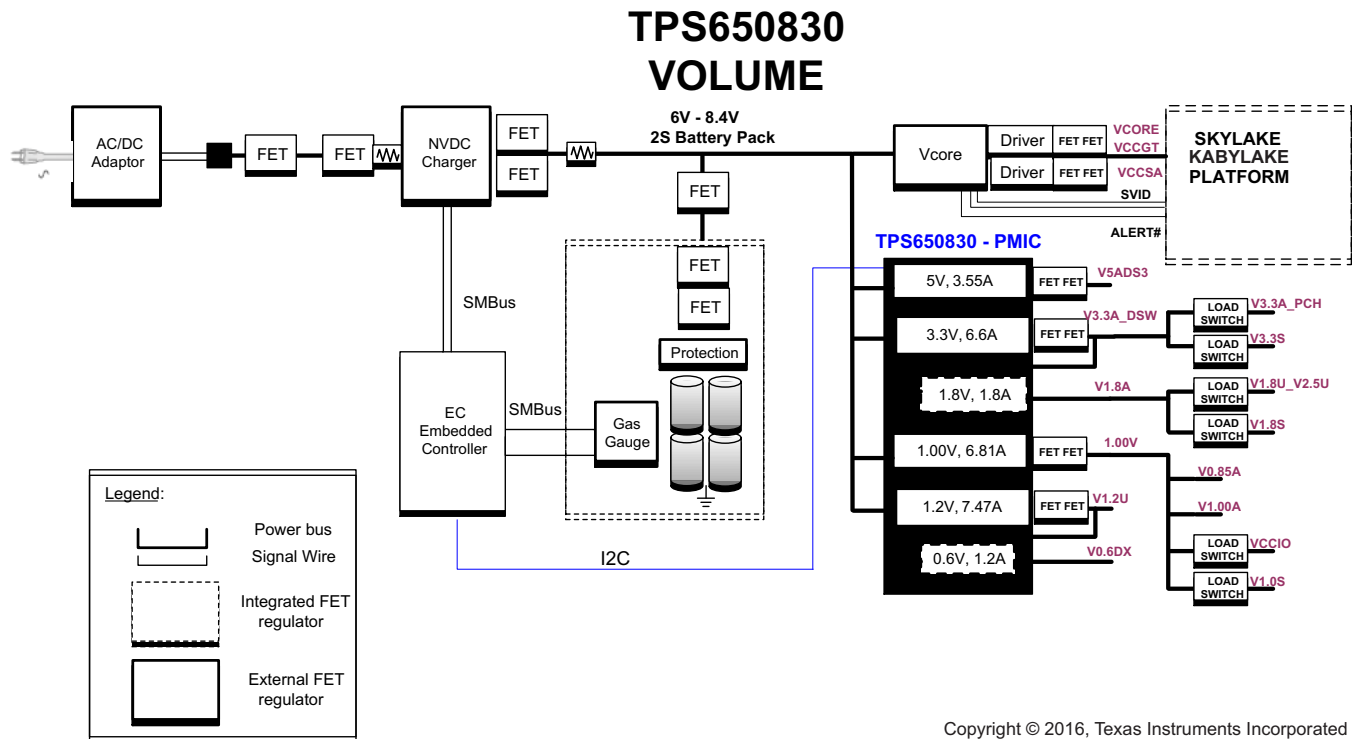 TPS650830
VOLUME
AC/DC
Adaptor
FET
FET
NVDC
Charger
FET
FET
6V - 8.4V
2S Battery Pack
FET
FET
FET
Protection
Gas
Gauge
SMBus
SMBus
EC
Embedded
Controller
I2C
Vcore
Driver
FET FET
Driver
FET FET
VCORE
VCCGT
VCCSA
SVID
ALERT#
SKYLAKE
KABYLAKE
PLATFORM
TPS650830 - PMIC
5V, 3.55A
FET FET
V5ADS3
3.3V, 6.6A
FET FET
V3.3A_DSW
LOAD
SWITCH
V3.3A_PCH
LOAD
SWITCH
V3.3S
1.8V, 1.8A
V1.8A
LOAD
SWITCH
V1.8U_V2.5U
LOAD
SWITCH
V1.8S
1.00V, 6.81A
FET FET
1.00V
V0.85A
V1.00A
LOAD
SWITCH
VCCIO
LOAD
SWITCH
V1.0S
1.2V, 7.47A
FET FET
V1.2U
0.6V, 1.2A
V0.6DX
Legend:
Power bus
Signal Wire
Integrated FET
regulator
External FET
regulator
Copyright © 2016, Texas Instruments Incorporated